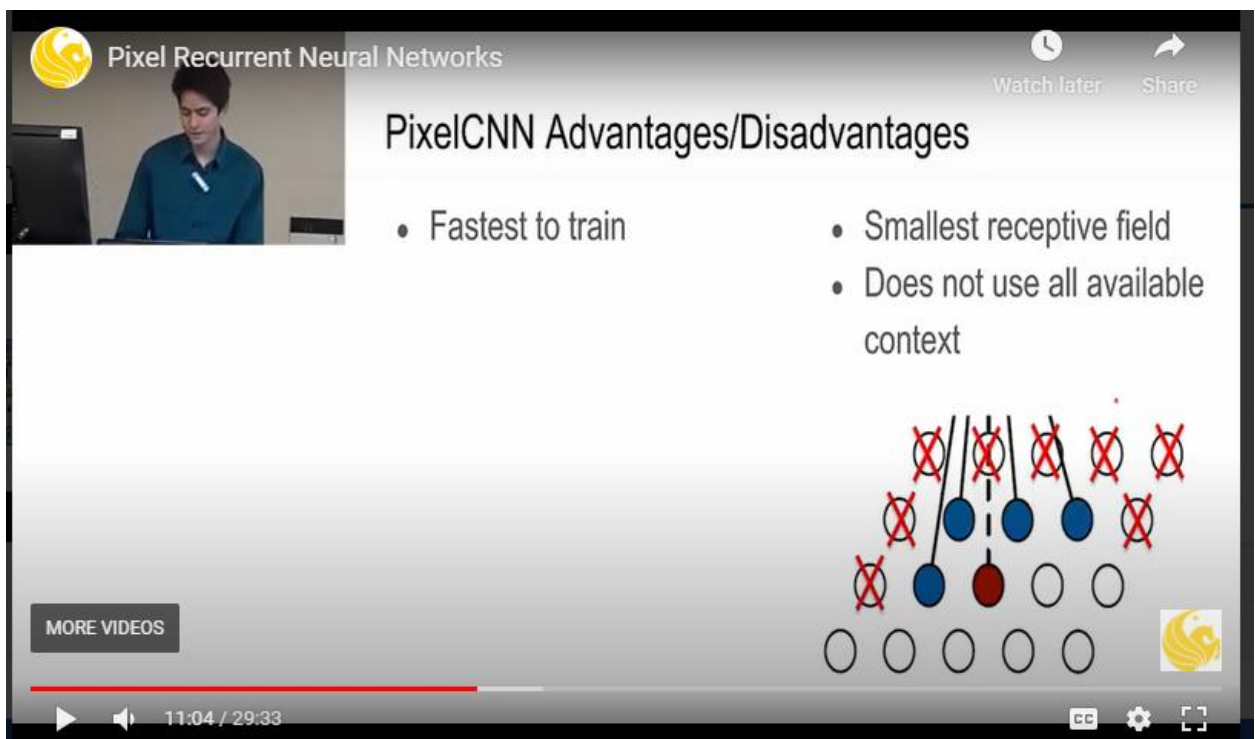 Pixel Recurrent Neural Networks
Watch later
Share
PixelCNN Advantages/Disadvantages
• Fastest to train
• Smallest receptive field
• Does not use all available
context
MORE VIDEOS
11:04 / 29:33
CC